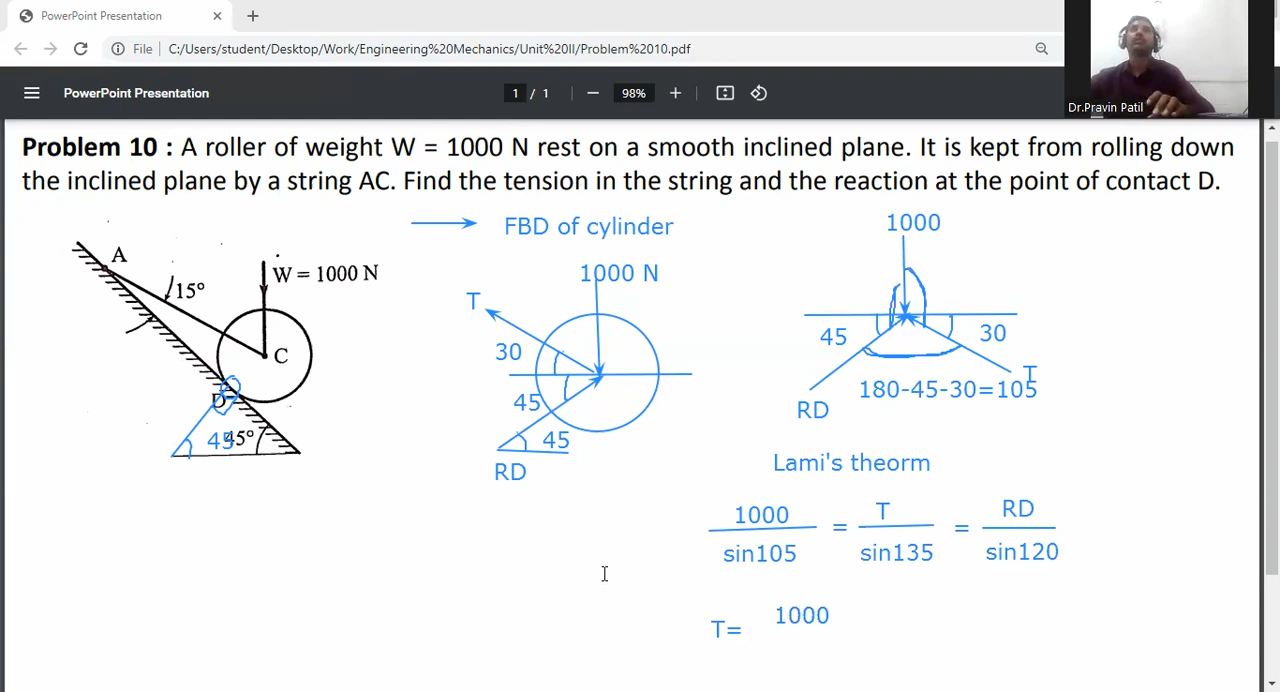 PowerPoint Presentation
File C:/Users/student/Desktop/Work/Engineering%20Mechanics/Unit%20II/Problem%2010.pdf
PowerPoint Presentation 1 / 1 98%
Dr.Pravin Patil
Problem 10 : A roller of weight W = 1000 N rest on a smooth inclined plane. It is kept from rolling down
the inclined plane by a string AC. Find the tension in the string and the reaction at the point of contact D.
A
15°
W = 1000 N
C
D
45
45°
FBD of cylinder
1000 N
T
30
45
45
RD
1000
45
30
T
RD
180-45-30=105
Lami's theorm
1000 = T = RD
sin105 sin135 sin120
1000
T=